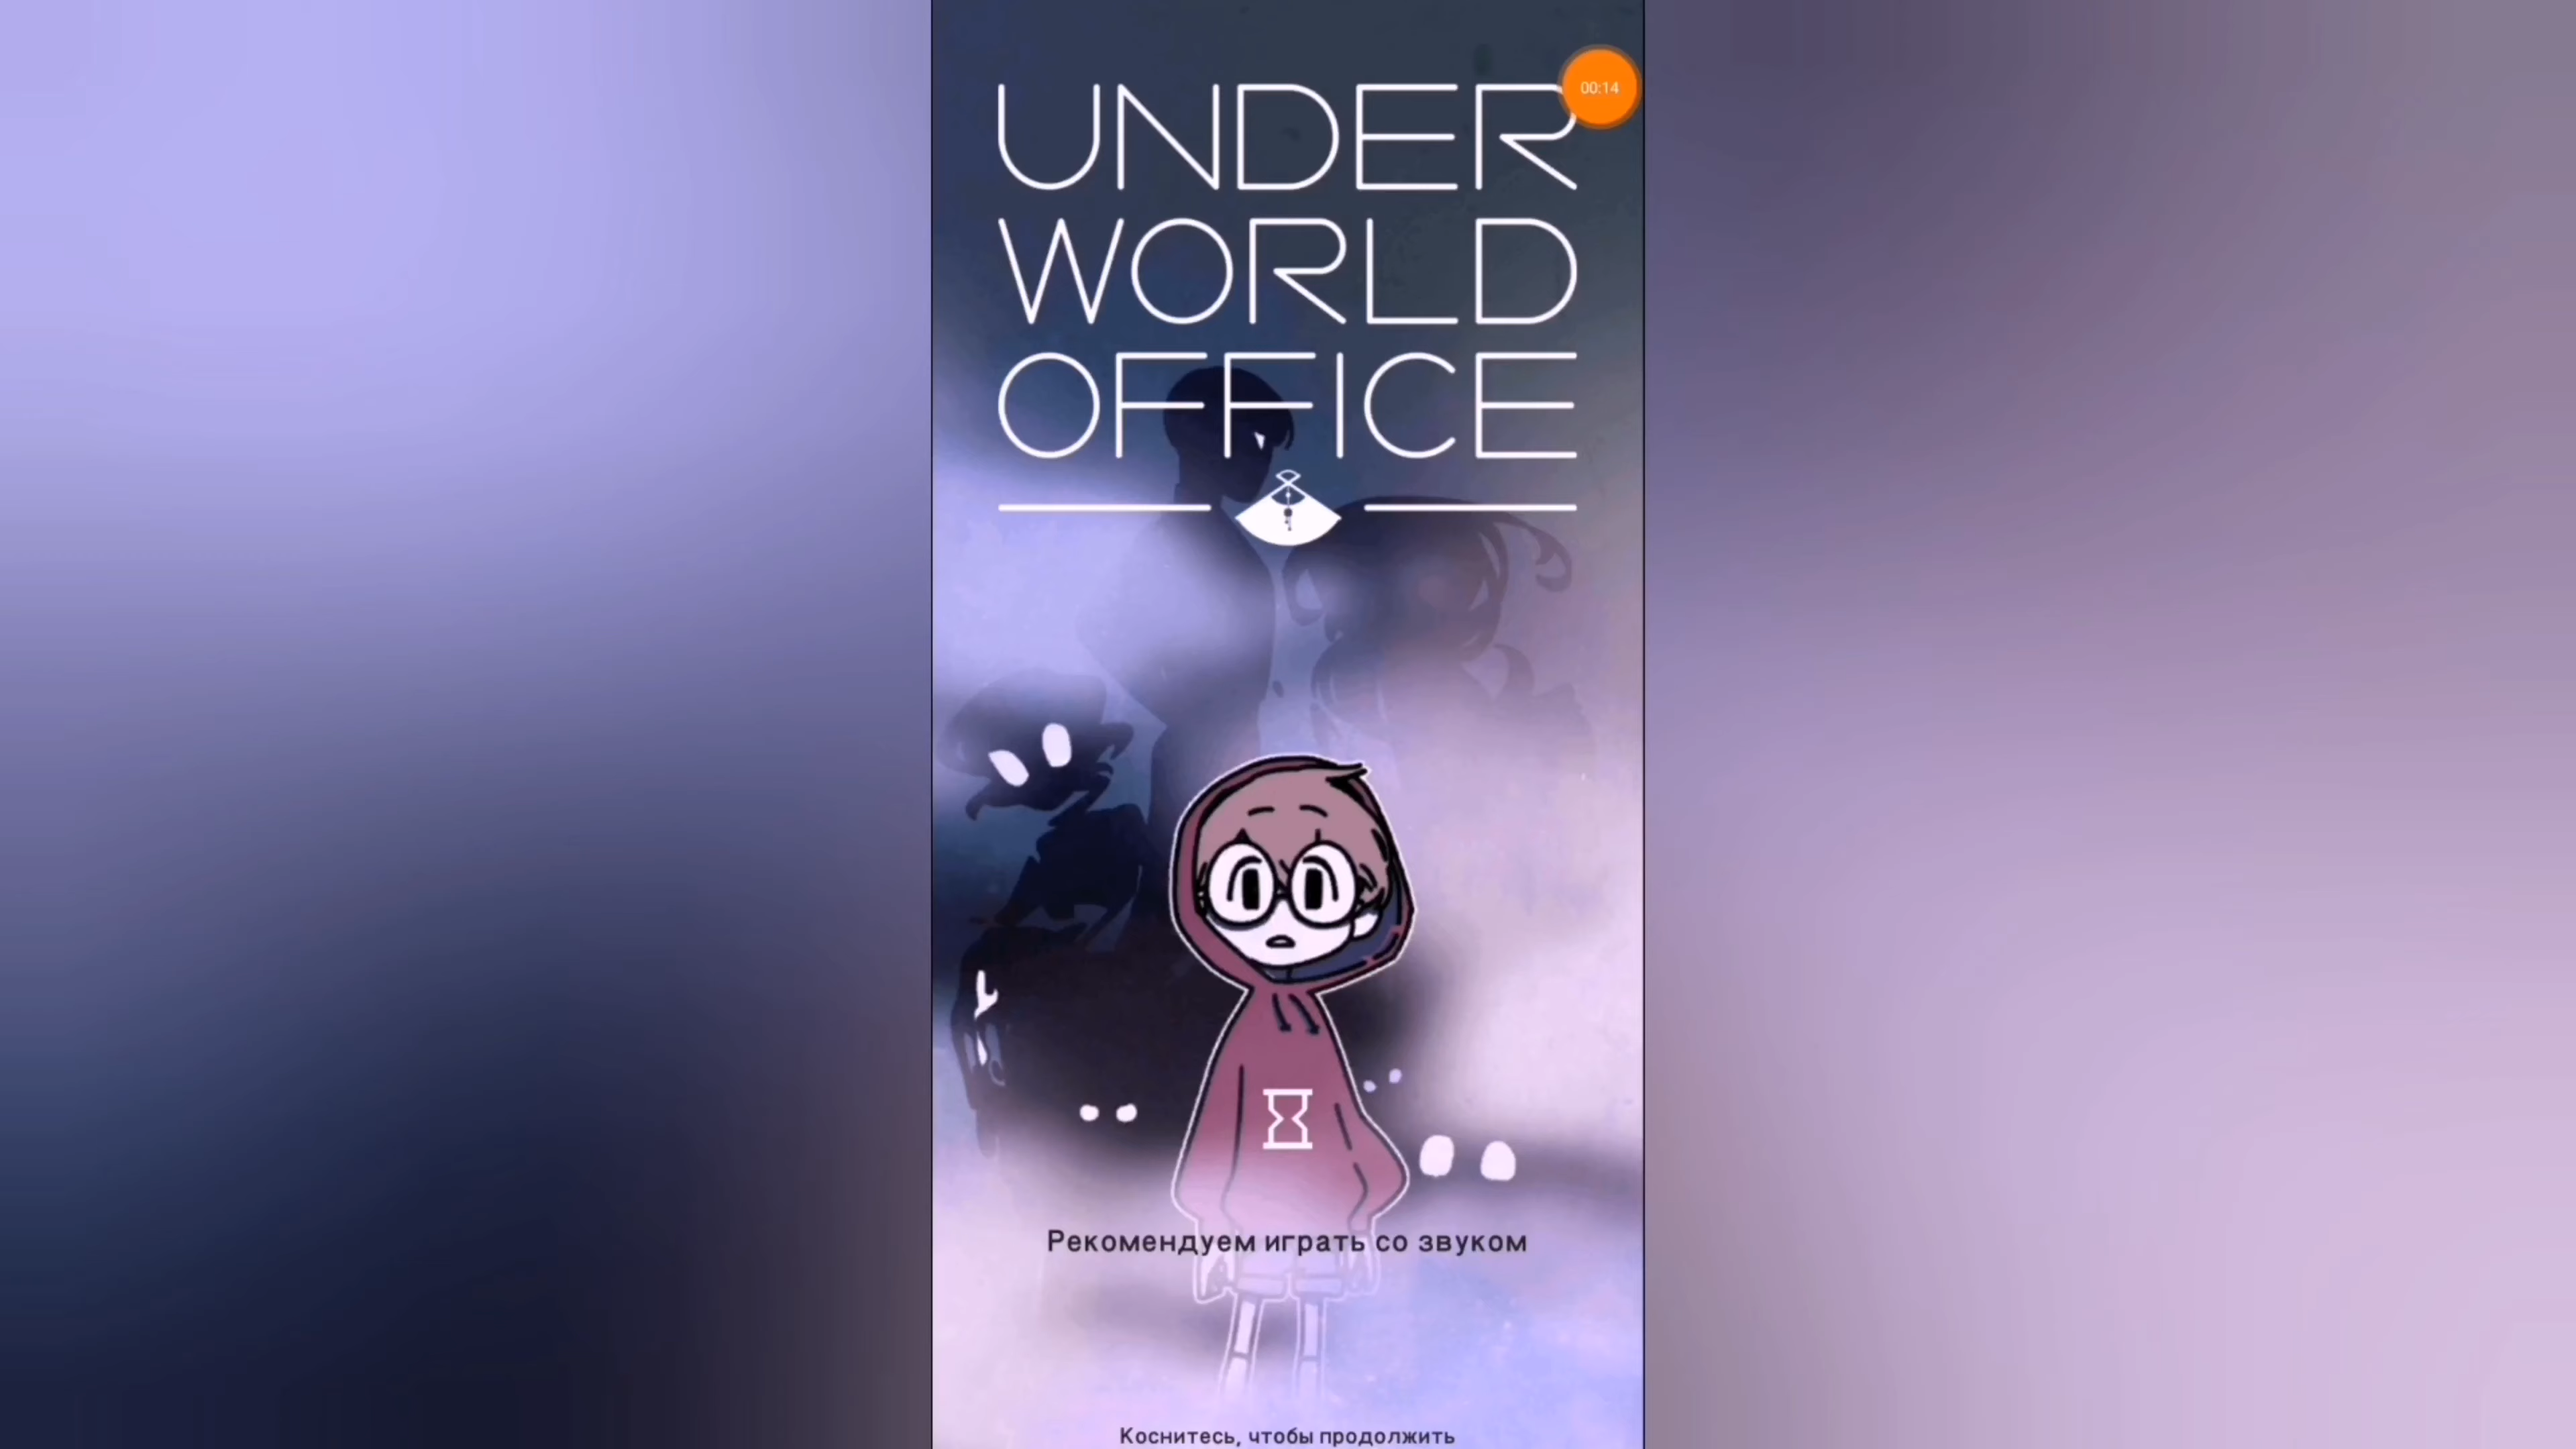 00:14
UNDER
WORLD
OFFICE
Рекомендуем играть со звуком
Коснитесь, чтобы продолжить